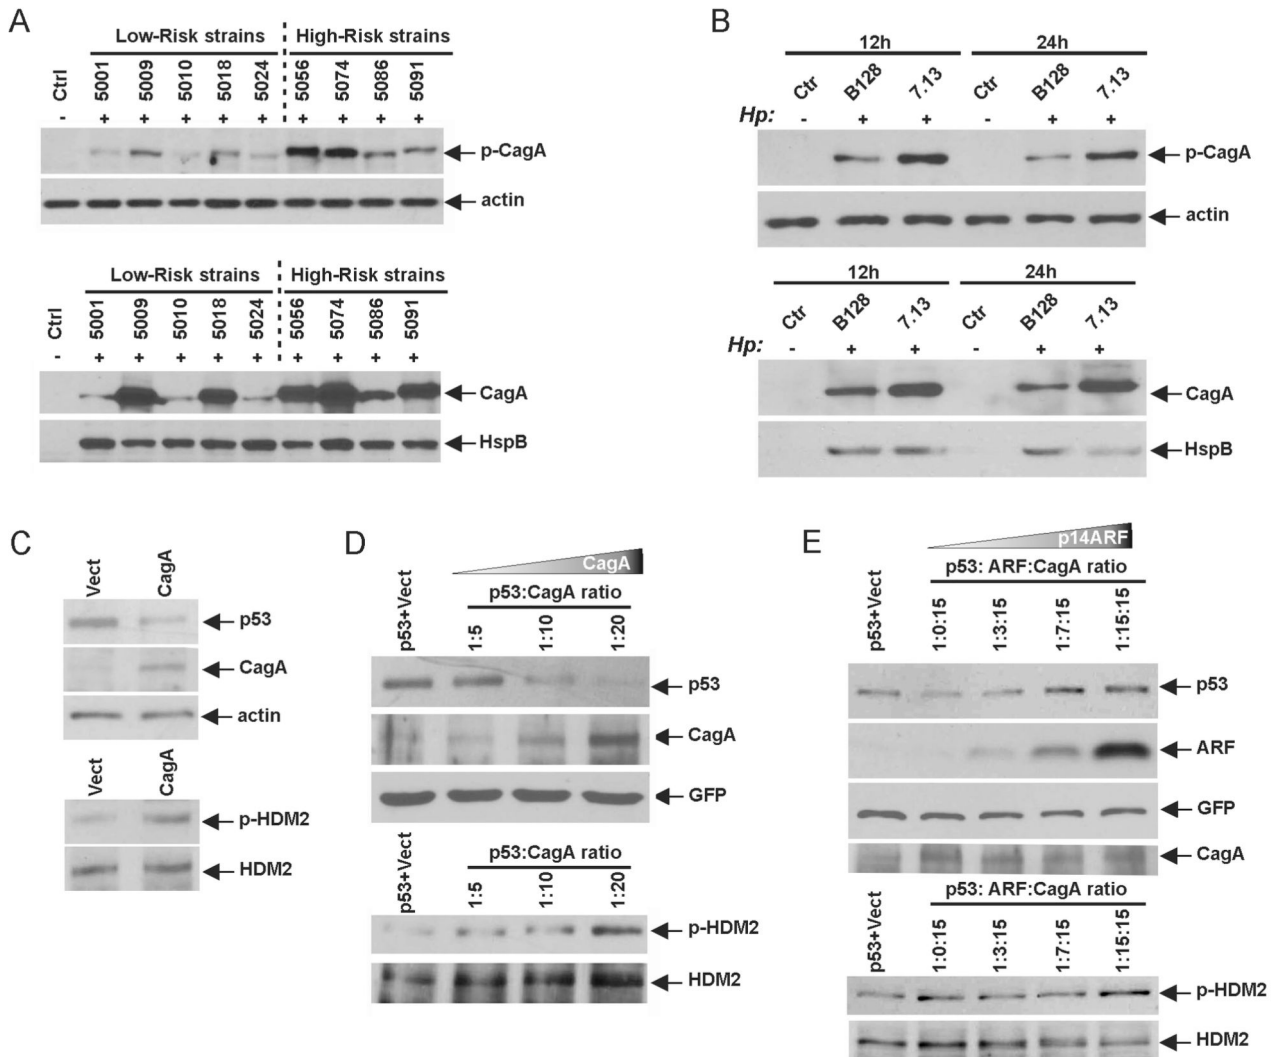 A
Low-Risk strains High-Risk strains
Ctrl 5001 5009 5010 5018 5024 5056 5074 5086 5091
- + + + + + + + + +
p-CagA
actin
Low-Risk strains High-Risk strains
Ctrl 5001 5009 5010 5018 5024 5056 5074 5086 5091
- + + + + + + + + +
CagA
HspB
B
12h 24h
Ctr B128 7.13 Ctr B128 7.13
Hp: - + + - + +
p-CagA
actin
12h 24h
Ctr B128 7.13 Ctr B128 7.13
Hp: - + + - + +
CagA
HspB
C
Vect CagA
p53
CagA
actin
Vect CagA
p-HDM2
HDM2
D
CagA
p53:CagA ratio
p53+Vect 1:5 1:10 1:20
p53
CagA
GFP
p53:CagA ratio
p53+Vect 1:5 1:10 1:20
p-HDM2
HDM2
E
p14ARF
p53: ARF:CagA ratio
p53+Vect 1:0:15 1:3:15 1:7:15 1:15:15
p53
ARF
GFP
CagA
p53: ARF:CagA ratio
p53+Vect 1:0:15 1:3:15 1:7:15 1:15:15
p-HDM2
HDM2